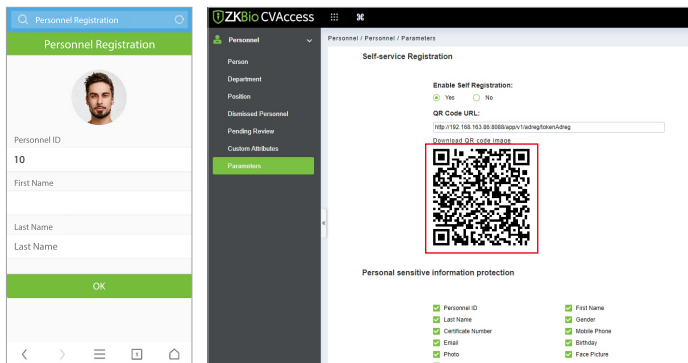 Personnel Registration
Personnel Registration
Personnel ID
10
First Name
Last Name
Last Name
OK
1
ZKBio CVAccess
Personnel
Person
Department
Position
Dismissed Personnel
Pending Review
Custom Attributes
Parameters
Personnel / Personnel / Parameters
Self-service Registration
Enable Self Registration:
Yes No
QR Code URL:
http://192.168.163.86:8088/app/v1/adreg/tokenAdreg
Download QR code image
Personal sensitive information protection
Personnel ID First Name
Last Name Gender
Certificate Number Mobile Phone
Email Birthday
Photo Face Picture